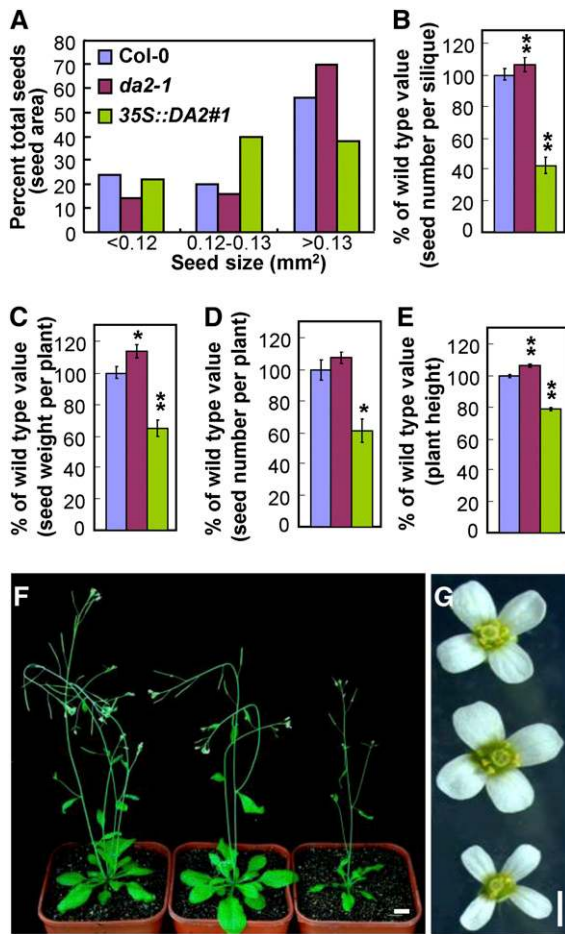 A
Percent total seeds
(seed area)
80
70
60
50
40
30
20
10
0
Col-0
da2-1
35S::DA2#1
<0.12
0.12-0.13
>0.13
Seed size (mm²)
B
% of wild type value
(seed number per silique)
120
100
80
60
40
20
0
**
**
C
% of wild type value
(seed weight per plant)
120
100
80
60
40
20
0
*
**
D
% of wild type value
(seed number per plant)
120
100
80
60
40
20
0
*
E
% of wild type value
(plant height)
120
100
80
60
40
20
0
**
**
F
G